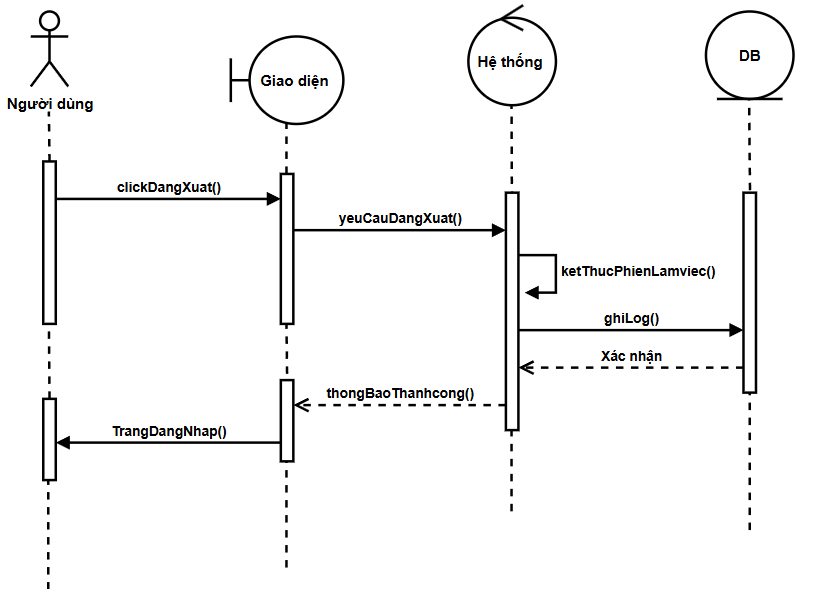 Người dùng
Giao diện
Hệ thống
DB
clickDangXuat()
yeuCauDangXuat()
ketThucPhienLamviec()
ghiLog()
Xác nhận
thongBaoThanhcong()
TrangDangNhap()